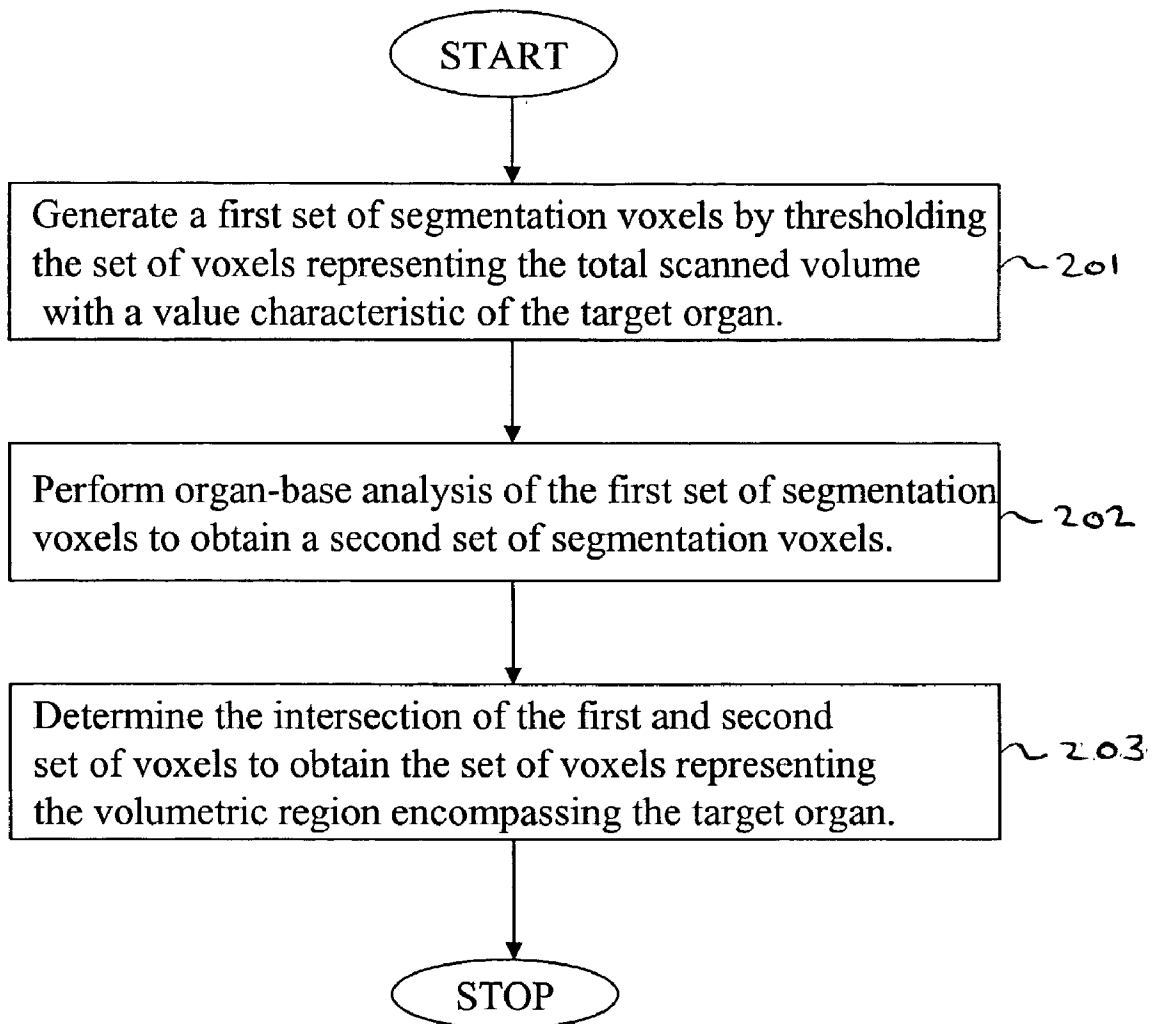 START
Generate a first set of segmentation voxels by thresholding
the set of voxels representing the total scanned volume
with a value characteristic of the target organ.
201
Perform organ-base analysis of the first set of segmentation
voxels to obtain a second set of segmentation voxels.
202
Determine the intersection of the first and second
set of voxels to obtain the set of voxels representing
the volumetric region encompassing the target organ.
203
STOP